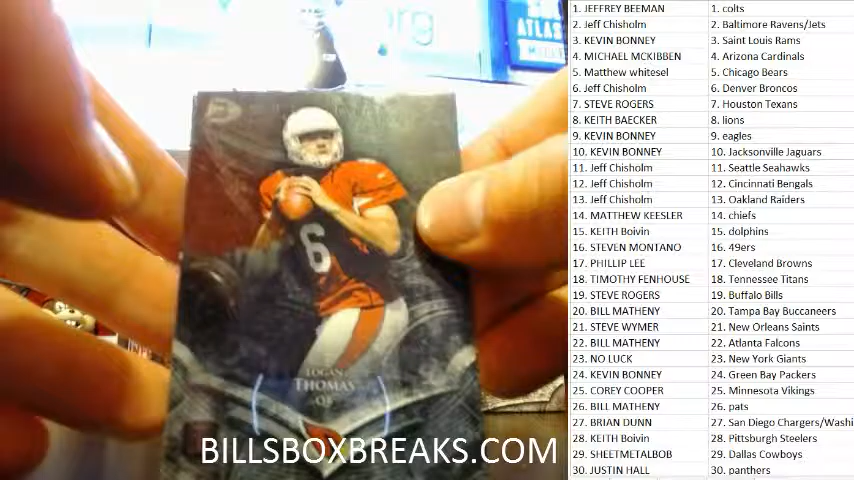 org
ATLAS
6
LOGAN
THOMAS
QB
BILLSBOXBREAKS.COM
1. JEFFREY BEEMAN 1. colts
2. Jeff Chisholm 2. Baltimore Ravens/Jets
3. KEVIN BONNEY 3. Saint Louis Rams
4. MICHAEL MCKIBBEN 4. Arizona Cardinals
5. Matthew whitesel 5. Chicago Bears
6. Jeff Chisholm 6. Denver Broncos
7. STEVE ROGERS 7. Houston Texans
8. KEITH BAECKER 8. lions
9. KEVIN BONNEY 9. eagles
10. KEVIN BONNEY 10. Jacksonville Jaguars
11. Jeff Chisholm 11. Seattle Seahawks
12. Jeff Chisholm 12. Cincinnati Bengals
13. Jeff Chisholm 13. Oakland Raiders
14. MATTHEW KEESLER 14. chiefs
15. KEITH Boivin 15. dolphins
16. STEVEN MONTANO 16. 49ers
17. PHILLIP LEE 17. Cleveland Browns
18. TIMOTHY FENHOUSE 18. Tennessee Titans
19. STEVE ROGERS 19. Buffalo Bills
20. BILL MATHENY 20. Tampa Bay Buccaneers
21. STEVE WYMER 21. New Orleans Saints
22. BILL MATHENY 22. Atlanta Falcons
23. NO LUCK 23. New York Giants
24. KEVIN BONNEY 24. Green Bay Packers
25. COREY COOPER 25. Minnesota Vikings
26. BILL MATHENY 26. pats
27. BRIAN DUNN 27. San Diego Chargers/Washi
28. KEITH Boivin 28. Pittsburgh Steelers
29. SHEETMETALBOB 29. Dallas Cowboys
30. JUSTIN HALL 30. panthers